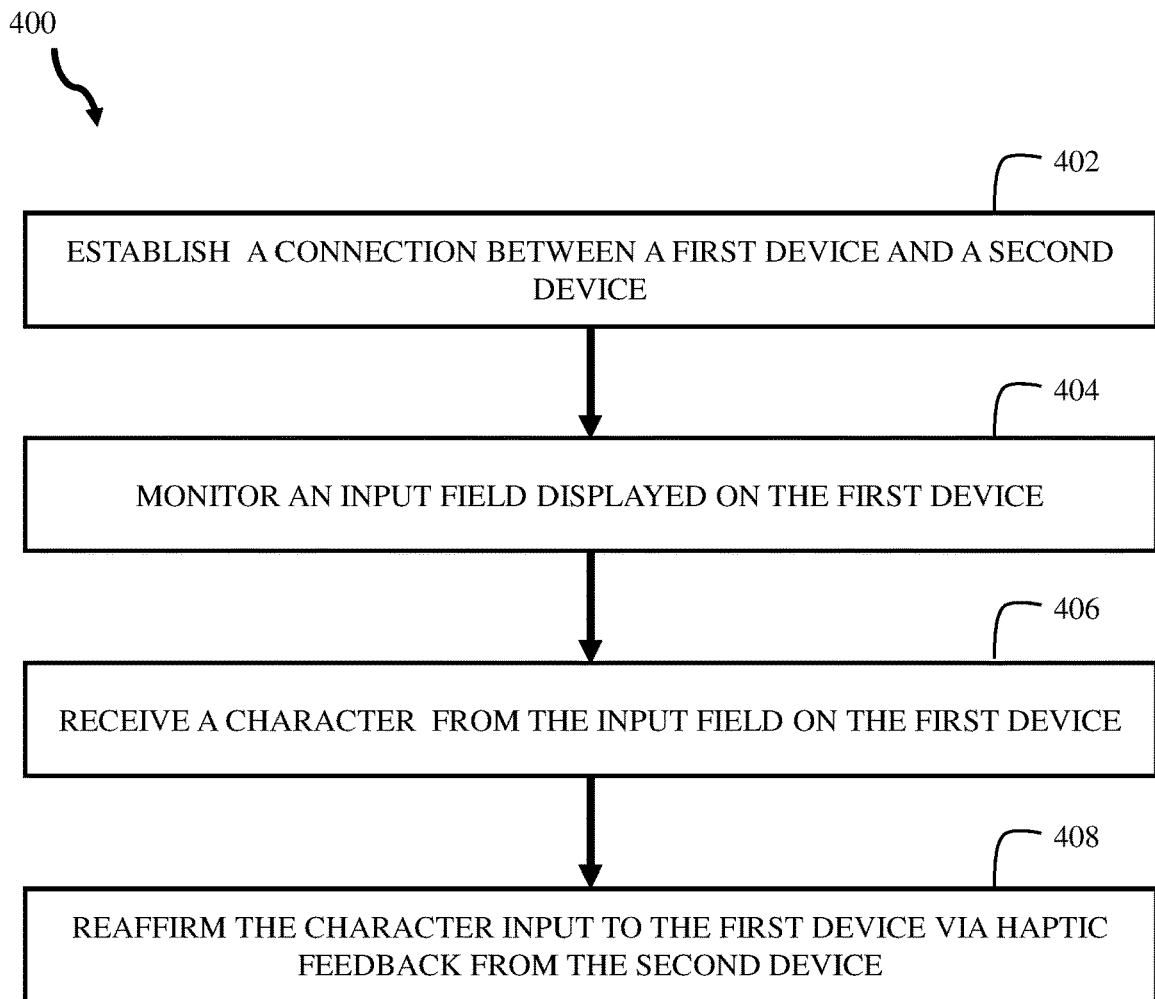 400
402
ESTABLISH A CONNECTION BETWEEN A FIRST DEVICE AND A SECOND
DEVICE
404
MONITOR AN INPUT FIELD DISPLAYED ON THE FIRST DEVICE
406
RECEIVE A CHARACTER FROM THE INPUT FIELD ON THE FIRST DEVICE
408
REAFFIRM THE CHARACTER INPUT TO THE FIRST DEVICE VIA HAPTIC
FEEDBACK FROM THE SECOND DEVICE